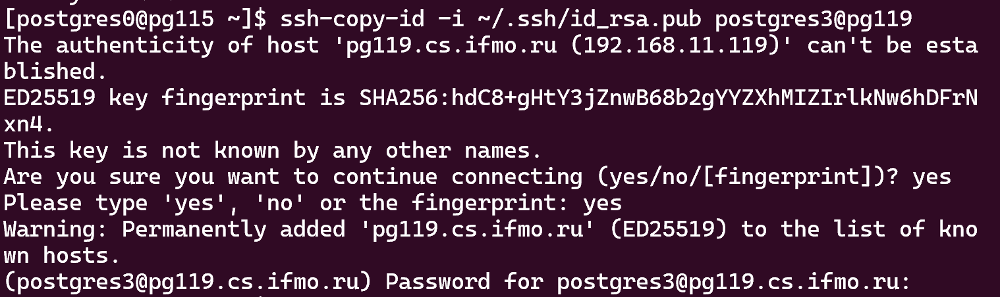 [postgres0@pg115 ~]$ ssh-copy-id -i ~/.ssh/id_rsa.pub postgres3@pg119
The authenticity of host 'pg119.cs.ifmo.ru (192.168.11.119)' can't be esta
blished.
ED25519 key fingerprint is SHA256:hdC8+gHtY3jZnwB68b2gYYZXhMIZIrlkNw6hDFrN
xn4.
This key is not known by any other names.
Are you sure you want to continue connecting (yes/no/[fingerprint])? yes
Please type 'yes', 'no' or the fingerprint: yes
Warning: Permanently added 'pg119.cs.ifmo.ru' (ED25519) to the list of kno
wn hosts.
(postgres3@pg119.cs.ifmo.ru) Password for postgres3@pg119.cs.ifmo.ru: